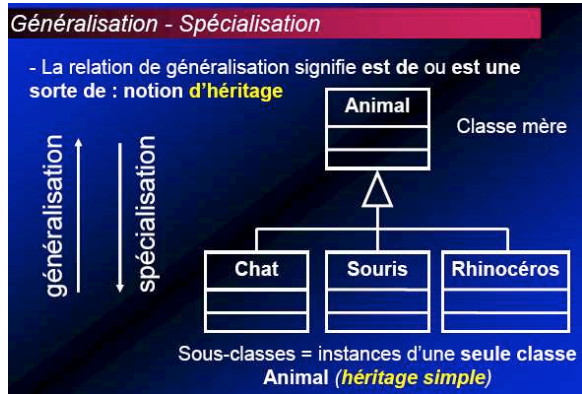 Généralisation - Spécialisation
- La relation de généralisation signifie est de ou est une
sorte de : notion d'héritage
Animal
Classe mère
généralisation
spécialisation
Chat
Souris
Rhinocéros
Sous-classes = instances d'une seule classe
Animal (héritage simple)